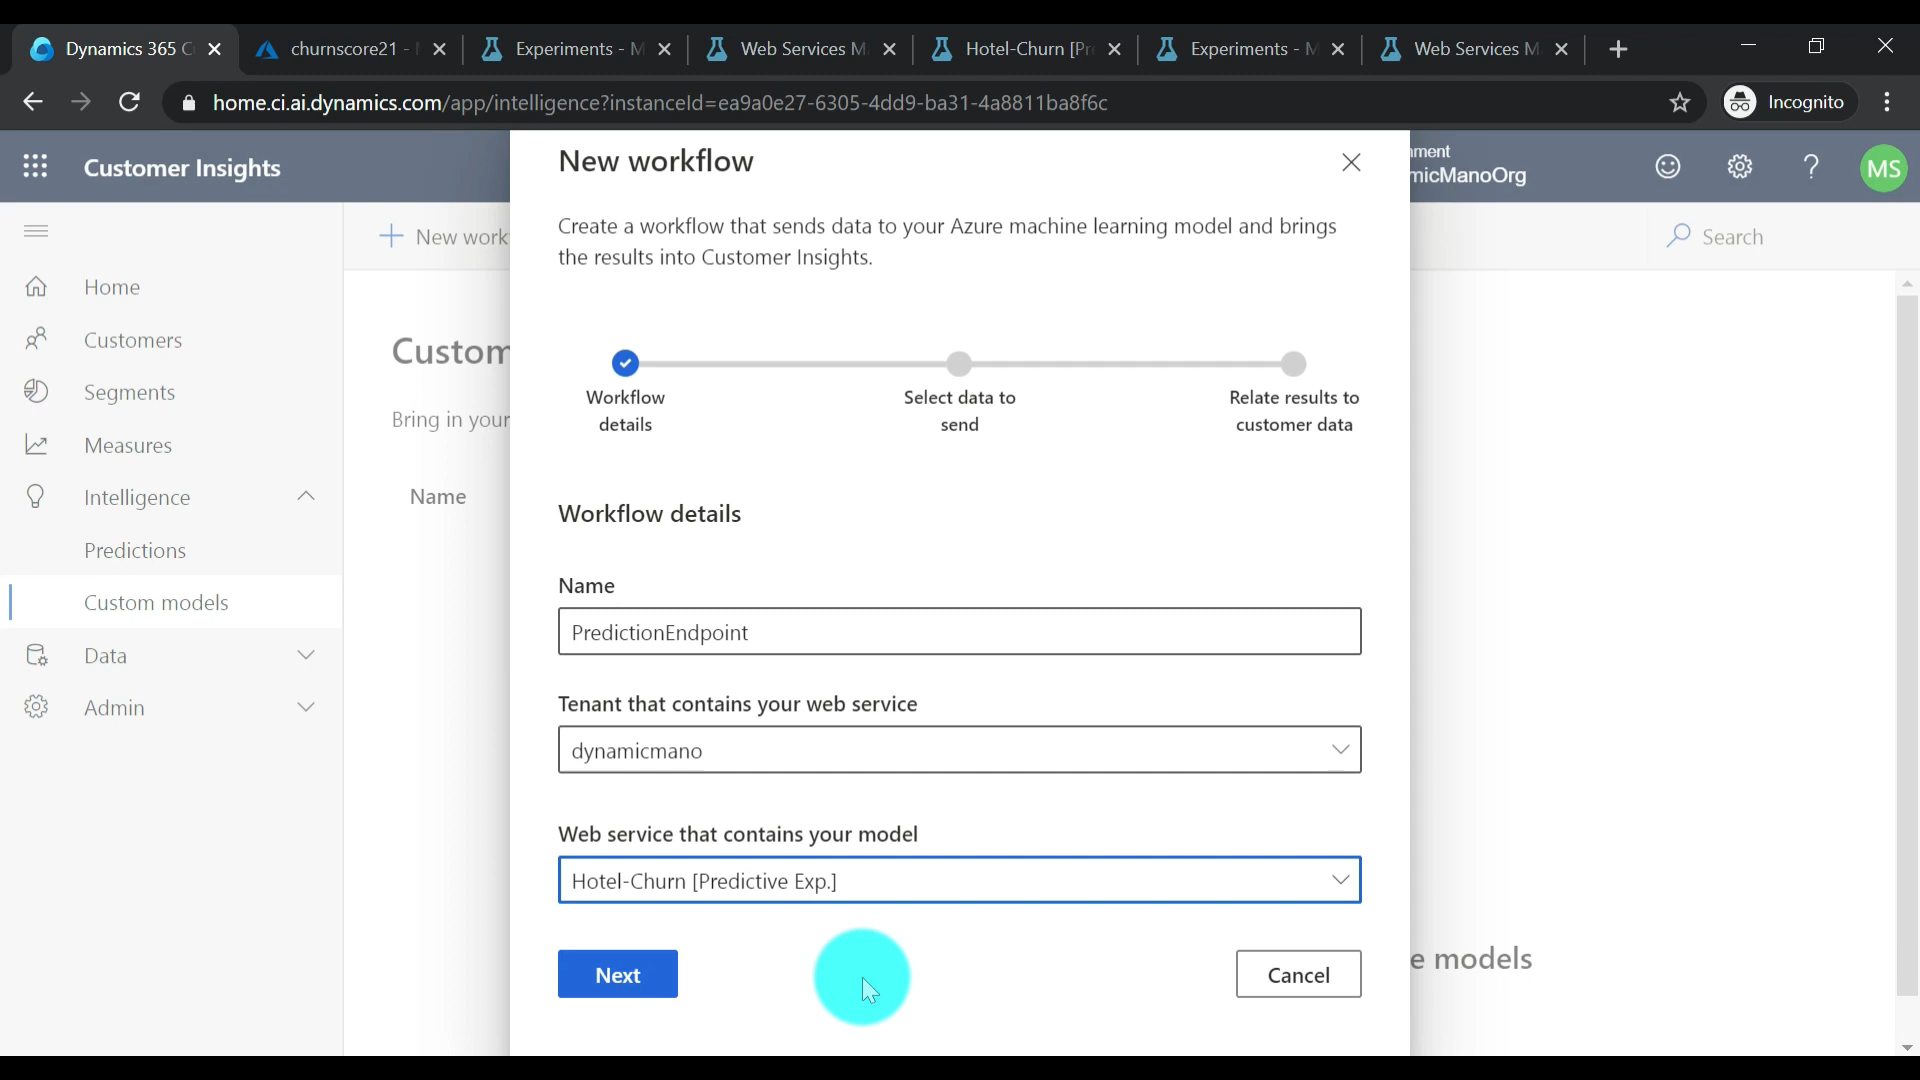 Dynamics 365 C
churnscore21 -
Experiments - M
Web Services M
Hotel-Churn [Pr
Experiments - M
Web Services M
home.ci.ai.dynamics.com/app/intelligence?instanceId=ea9a0e27-6305-4dd9-ba31-4a8811ba8f6c
Incognito
Customer Insights
New workflow
nment
micManoOrg
?
MS
Create a workflow that sends data to your Azure machine learning model and brings
the results into Customer Insights.
New work
Search
Home
Customers
Segments
Measures
Intelligence
Predictions
Custom models
Data
Admin
Custom
Bring in your
Name
Workflow
details
Select data to
send
Relate results to
customer data
Workflow details
Name
PredictionEndpoint
Tenant that contains your web service
dynamicmano
Web service that contains your model
Hotel-Churn [Predictive Exp.]
Next
Cancel
e models